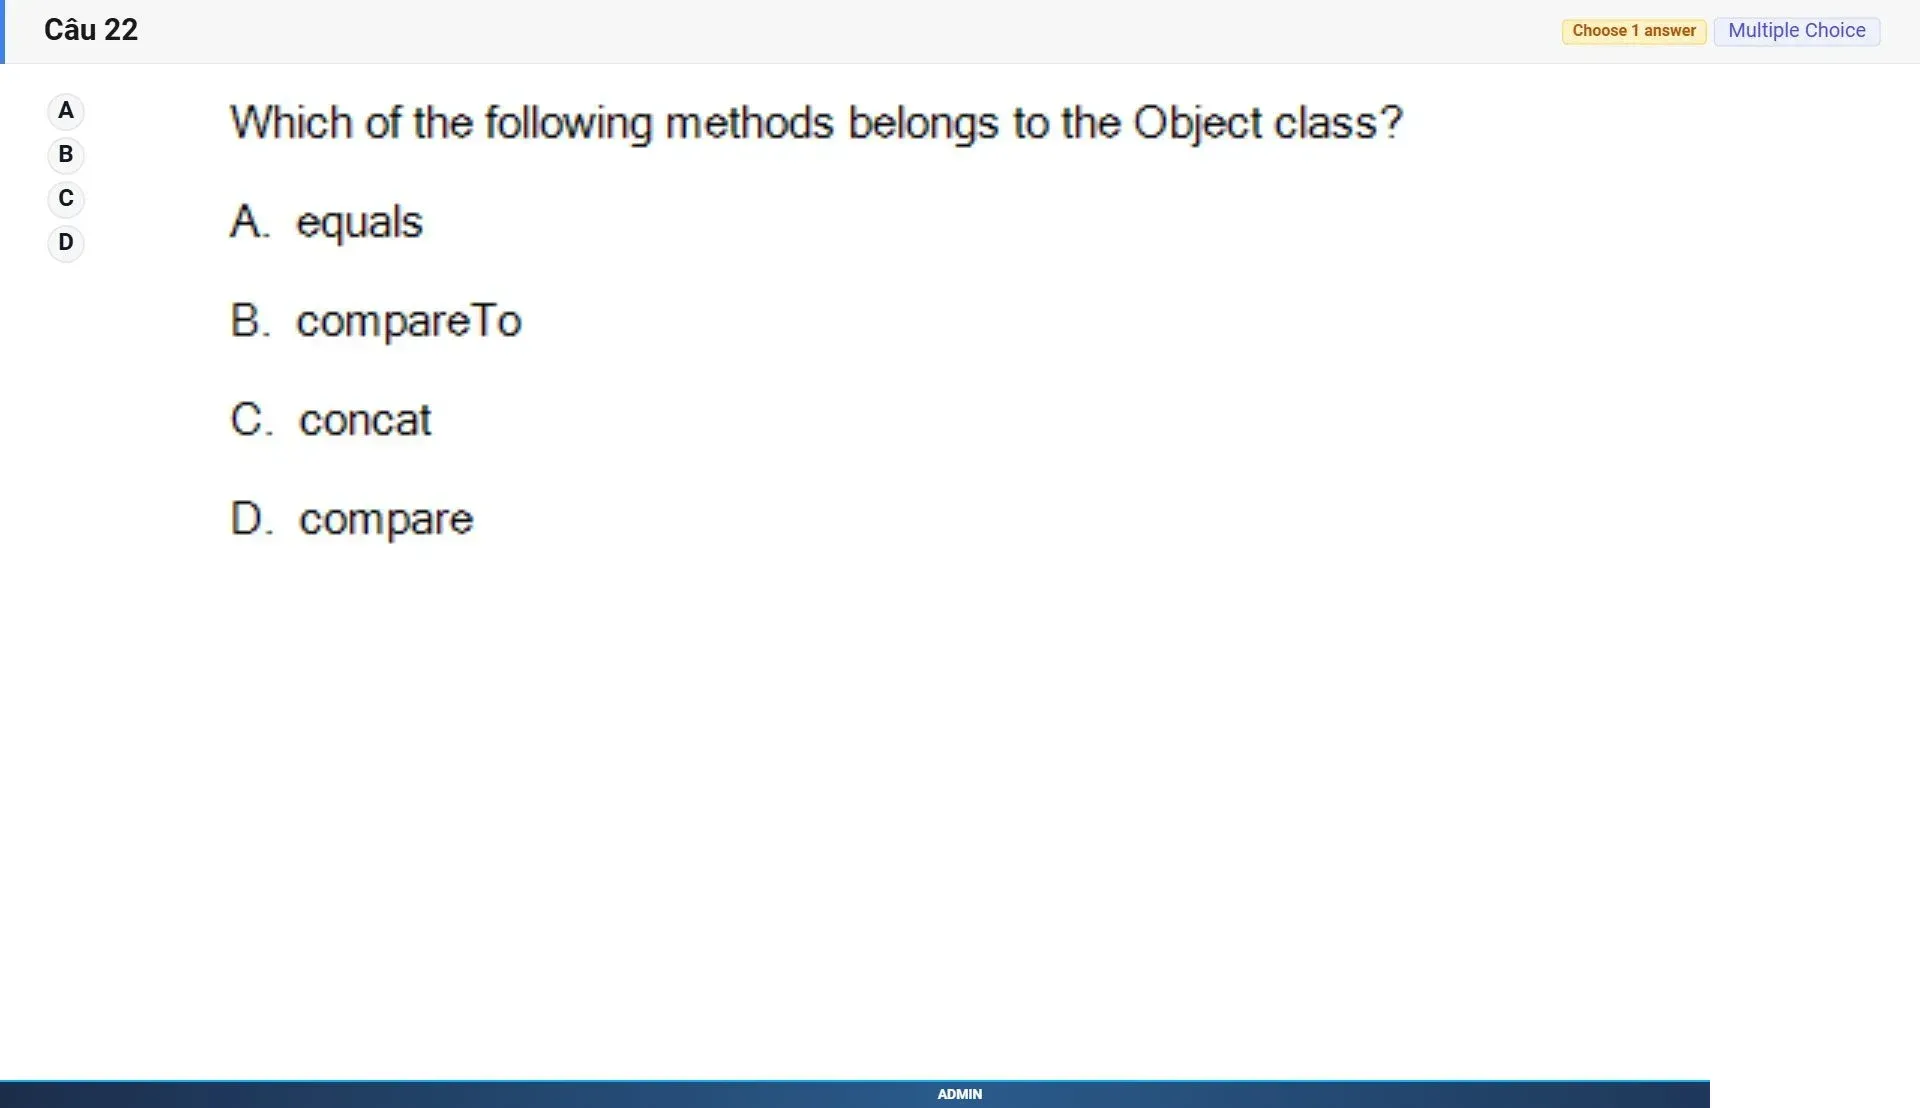 Câu 22
Choose 1 answer
Multiple Choice
A
B
C
D
Which of the following methods belongs to the Object class?
A. equals
B. compareTo
C. concat
D. compare
ADMIN